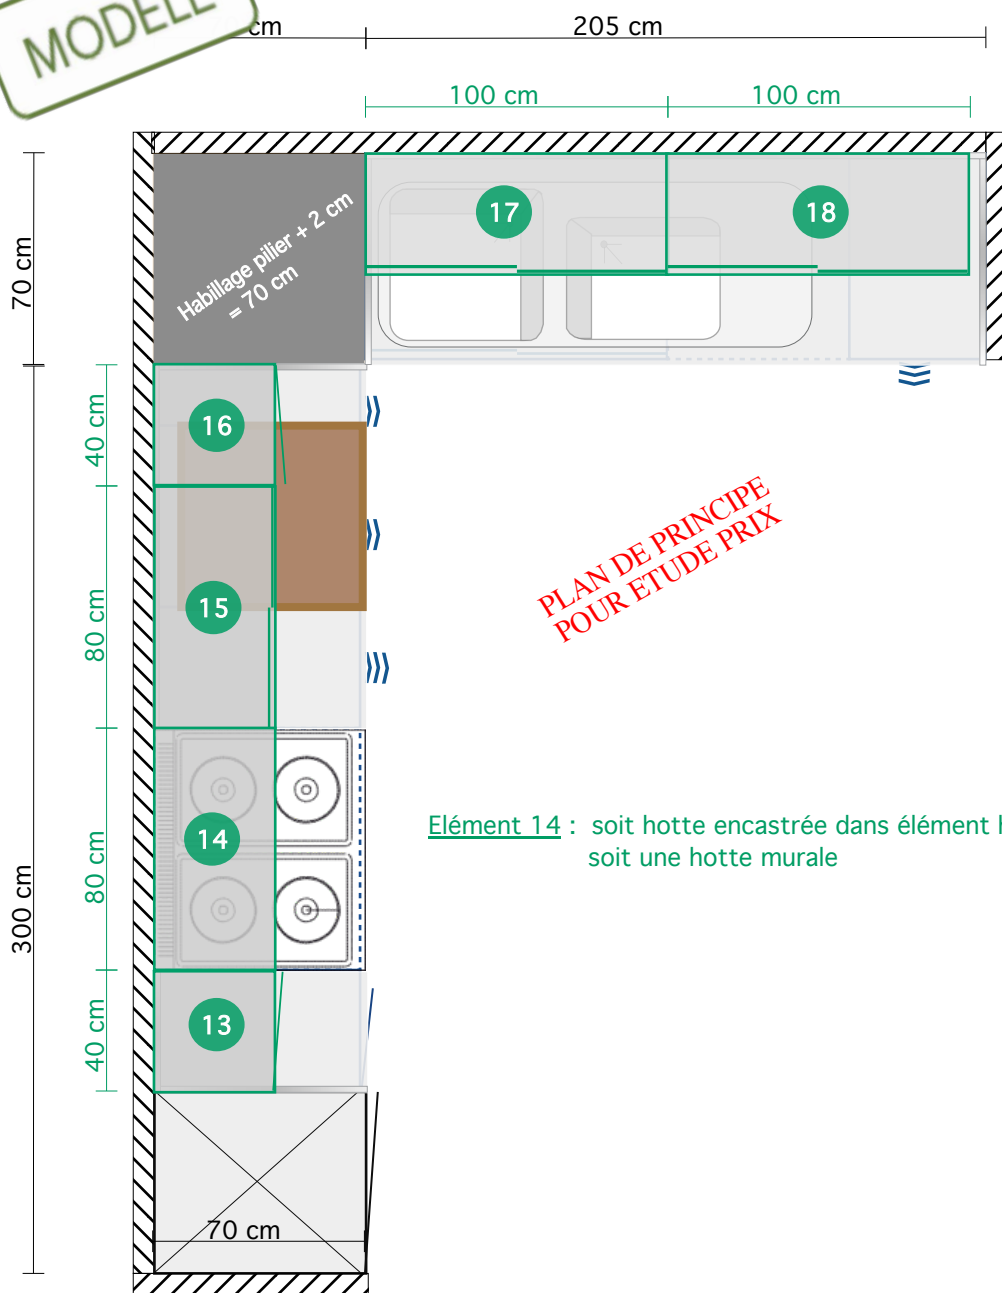 MODELE
cm
205 cm
100 cm
100 cm
17
18
70 cm
Habillage pilier + 2 cm
= 70 cm
40 cm
16
PLAN DE PRINCIPE
POUR ETUDE PRIX
80 cm
15
Elément 14 : soit hotte encastrée dans élément
soit une hotte murale
80 cm
14
300 cm
40 cm
13
70 cm